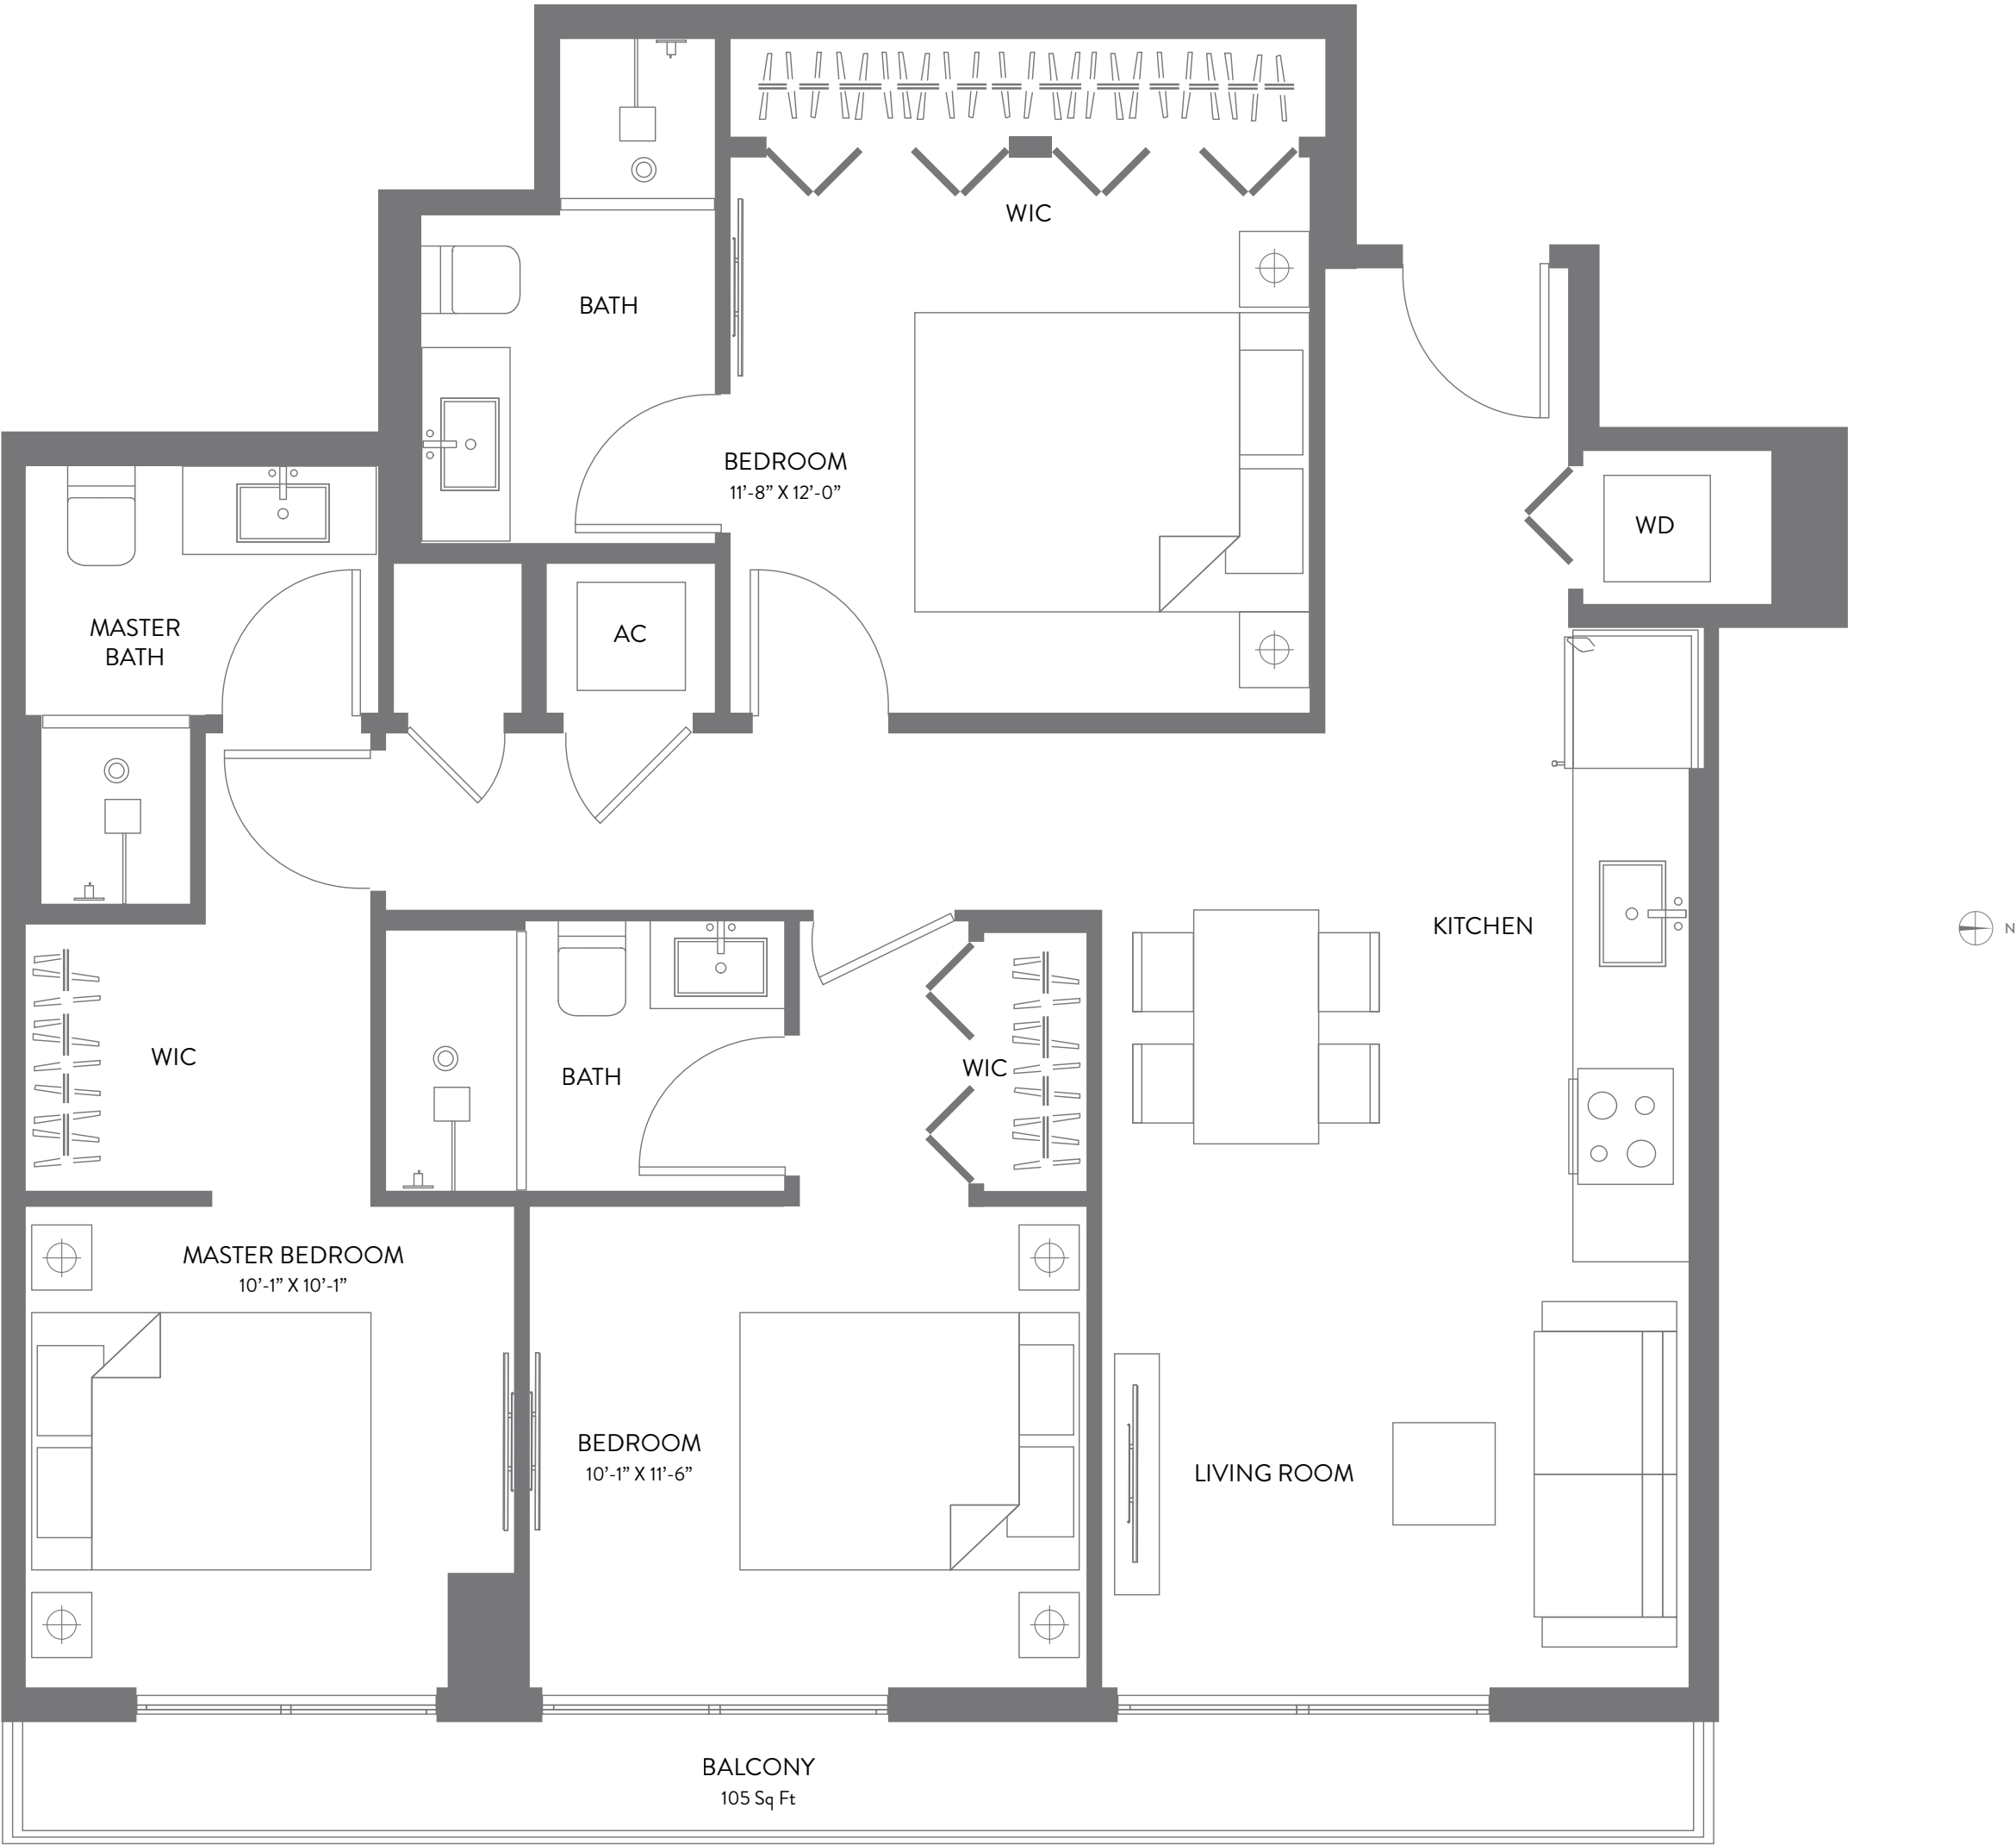 WIC
BATH
BEDROOM
11’-8” X 12’-0”
WD
AC
MASTER
BATH
KITCHEN
N
WIC
BATH
WIC
MASTER BEDROOM
10’-1” X 10’-1”
BEDROOM
10’-1” X 11’-6”
LIVING ROOM
BALCONY
105 Sq Ft